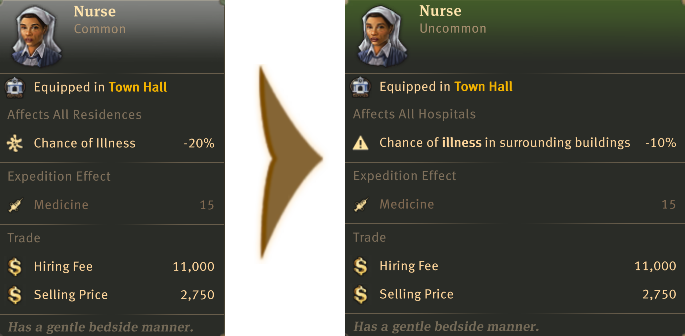 Nurse
Common
Equipped in Town Hall
Affects All Residences
Chance of Illness -20%
Expedition Effect
Medicine 15
Trade
Hiring Fee 11,000
Selling Price 2,750
Has a gentle bedside manner.
Nurse
Uncommon
Equipped in Town Hall
Affects All Hospitals
Chance of illness in surrounding buildings -10%
Expedition Effect
Medicine 15
Trade
Hiring Fee 11,000
Selling Price 2,750
Has a gentle bedside manner.